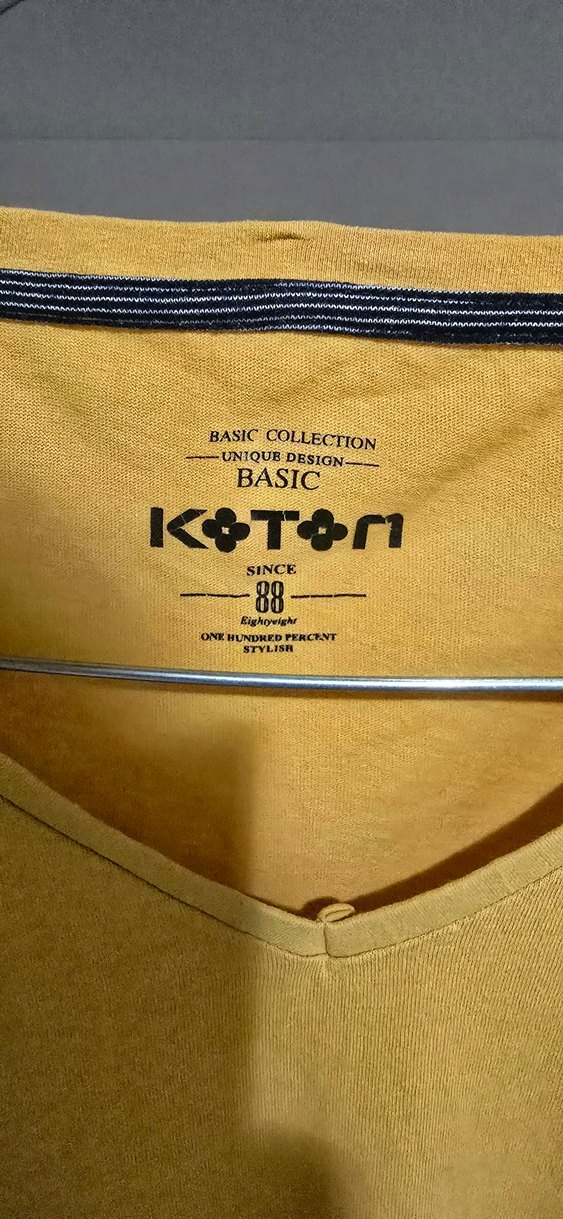 BASIC COLLECTION
UNIQUE DESIGN
BASIC
KOTON
SINCE
88
Eightyeight
ONE HUNDRED PERCENT
STYLISH